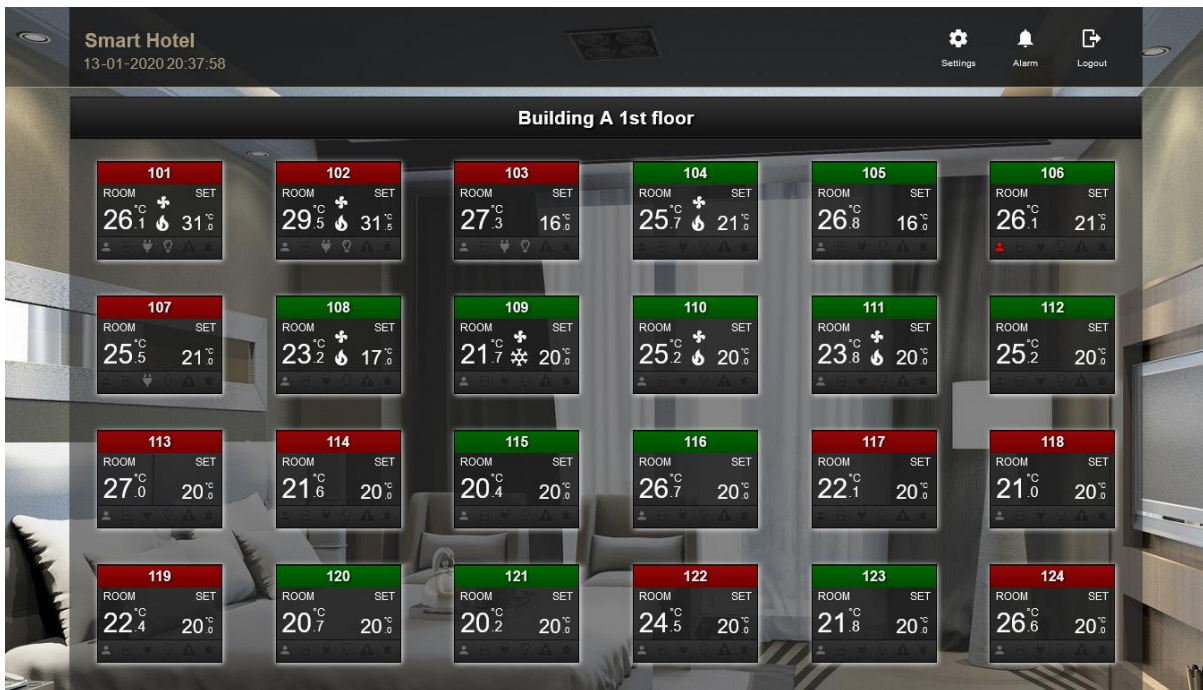 Smart Hotel
13-01-2020 20:37:58
Settings Alarm Logout
Building A 1st floor
101 102 103 104 105 106
ROOM SET ROOM SET ROOM SET ROOM SET ROOM SET ROOM SET
26.1°C 31.0°C 29.5°C 31.5°C 27.3°C 16.0°C 25.7°C 21.0°C 26.8°C 16.0°C 26.1°C 21.0°C
107 108 109 110 111 112
ROOM SET ROOM SET ROOM SET ROOM SET ROOM SET ROOM SET
25.5°C 21.0°C 23.2°C 17.0°C 21.7°C 20.0°C 25.2°C 20.0°C 23.8°C 20.0°C 25.2°C 20.0°C
113 114 115 116 117 118
ROOM SET ROOM SET ROOM SET ROOM SET ROOM SET ROOM SET
27.0°C 20.0°C 21.6°C 20.0°C 20.4°C 20.0°C 26.7°C 20.0°C 22.1°C 20.0°C 21.0°C 20.0°C
119 120 121 122 123 124
ROOM SET ROOM SET ROOM SET ROOM SET ROOM SET ROOM SET
22.4°C 20.0°C 20.7°C 20.0°C 20.2°C 20.0°C 24.5°C 20.0°C 21.8°C 20.0°C 26.6°C 20.0°C